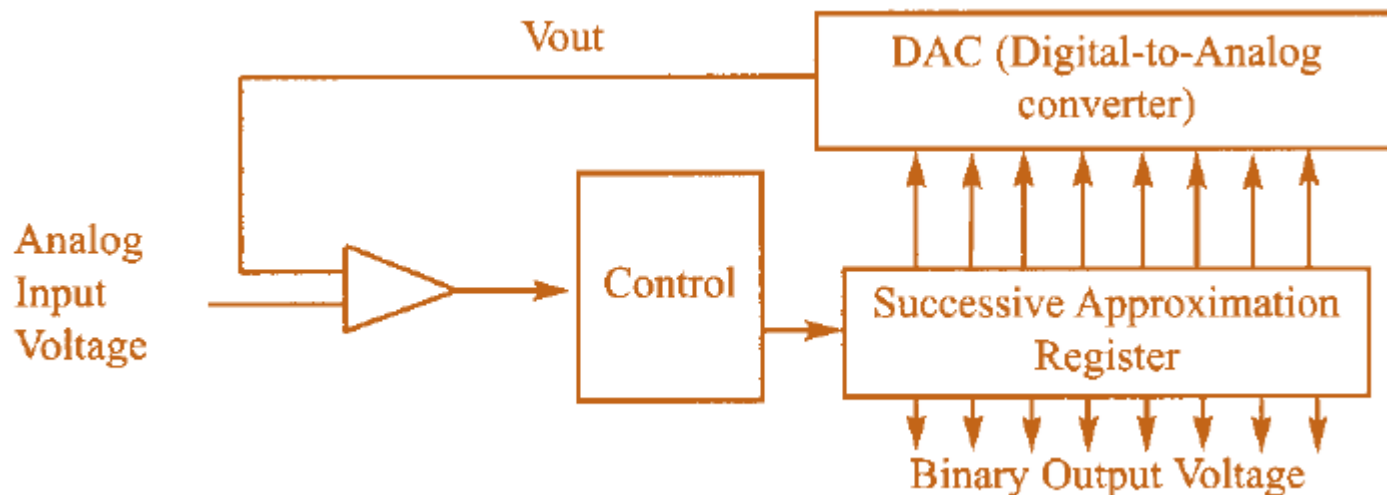 Vout
DAC (Digital-to-Analog
converter)
Analog
Input
Voltage
Control
Successive Approximation
Register
Binary Output Voltage